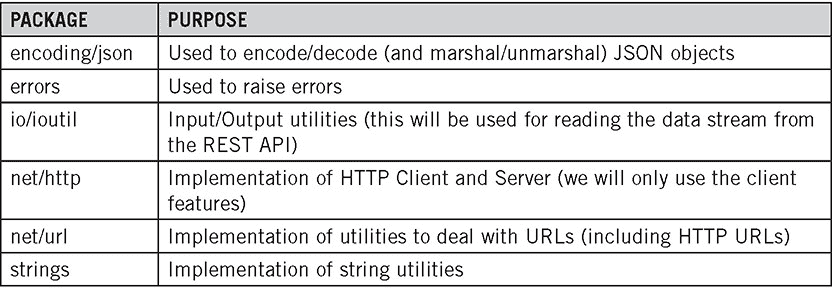 PACKAGE PURPOSE
encoding/json Used to encode/decode (and marshal/unmarshal) JSON objects
errors Used to raise errors
io/ioutil Input/Output utilities (this will be used for reading the data stream from
the REST API)
net/http Implementation of HTTP Client and Server (we will only use the client
features)
net/url Implementation of utilities to deal with URLs (including HTTP URLs)
strings Implementation of string utilities